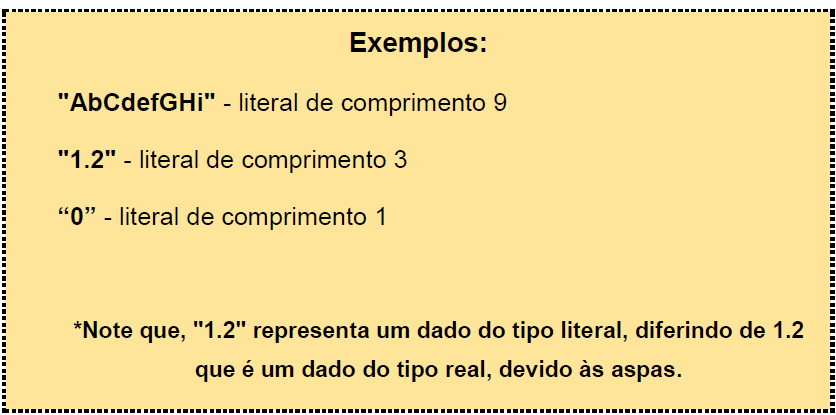 Exemplos:
"AbCdefGHi" - literal de comprimento 9
"1.2" - literal de comprimento 3
“0” - literal de comprimento 1
*Note que, "1.2" representa um dado do tipo literal, diferindo de 1.2
que é um dado do tipo real, devido às aspas.